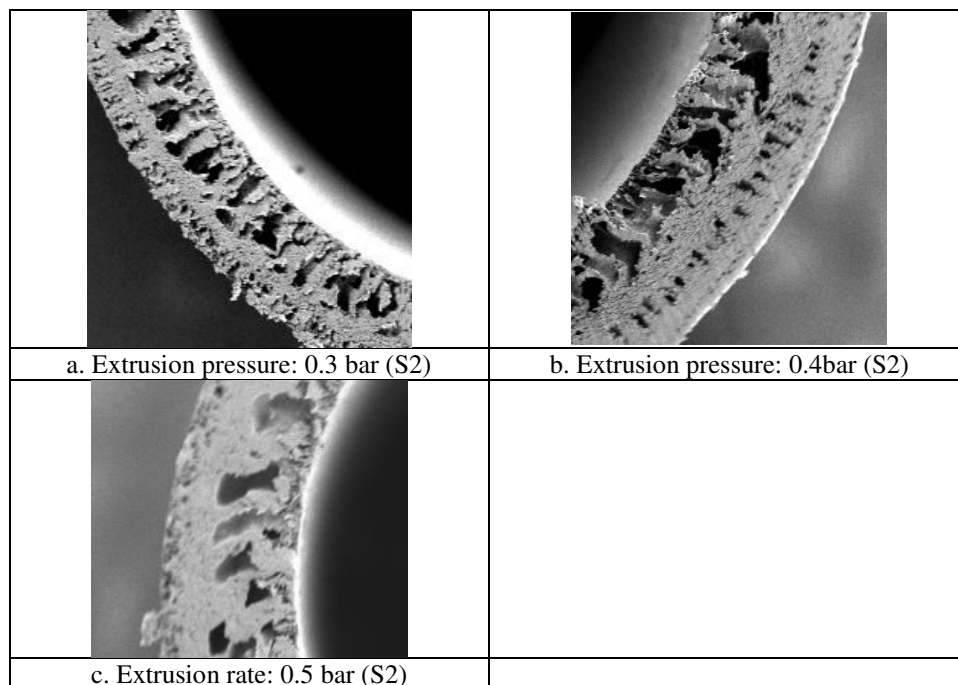 a. Extrusion pressure: 0.3 bar (S2)
b. Extrusion pressure: 0.4bar (S2)
c. Extrusion rate: 0.5 bar (S2)